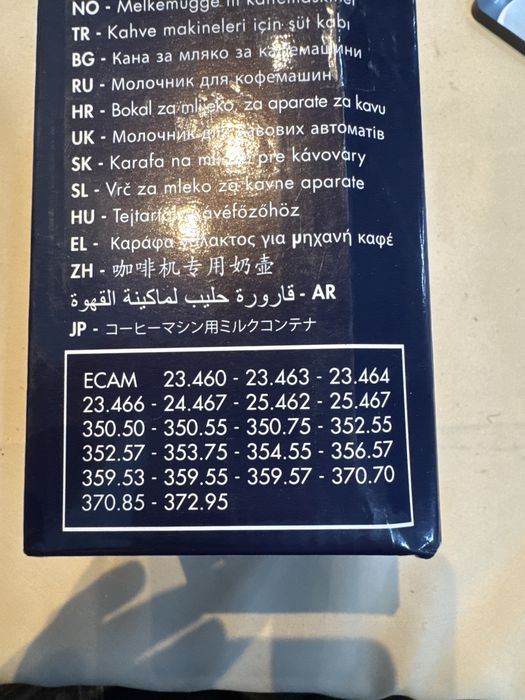 NO - Melkemugge til kaffemaskiner
TR - Kahve makineleri için süt kabı
BG - Кана за мляко за кафемашини
RU - Молочник для кофемашин
HR - Bokal za mlijeko, za aparate za kavu
UK - Молочник для кавових автоматів
SK - Karafa na mlieko pre kávovary
SL - Vrč za mleko za kavne aparate
HU - Tejtartó kávéfőzőhöz
EL - Καράφα γάλακτος για μηχανή καφέ
ZH - 咖啡机专用奶壶
AR - قارورة حليب لماكينة القهوة
JP - コーヒーマシン用ミルクコンテナ
ECAM 23.460 - 23.463 - 23.464
23.466 - 24.467 - 25.462 - 25.467
350.50 - 350.55 - 350.75 - 352.55
352.57 - 353.75 - 354.55 - 356.57
359.53 - 359.55 - 359.57 - 370.70
370.85 - 372.95